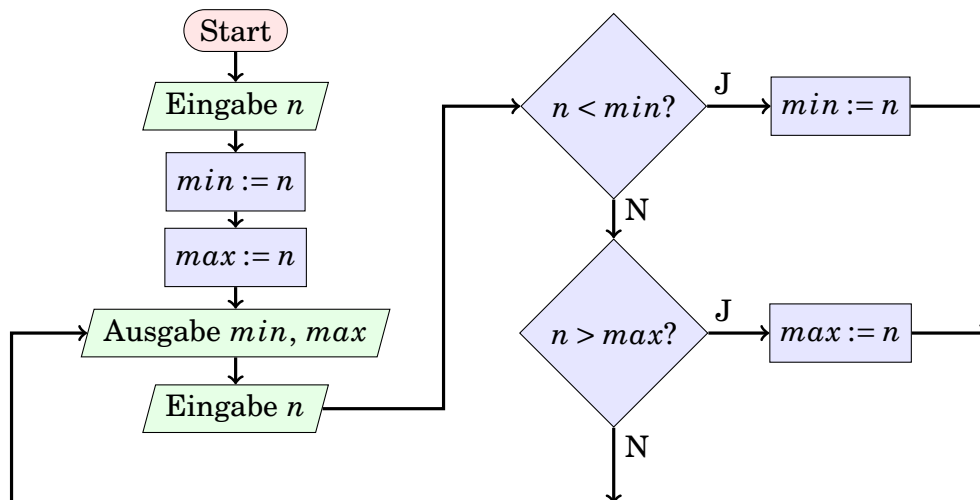 Start
Eingabe n
min := n
max := n
Ausgabe min, max
Eingabe n
n < min?
J
min := n
N
n > max?
J
max := n
N